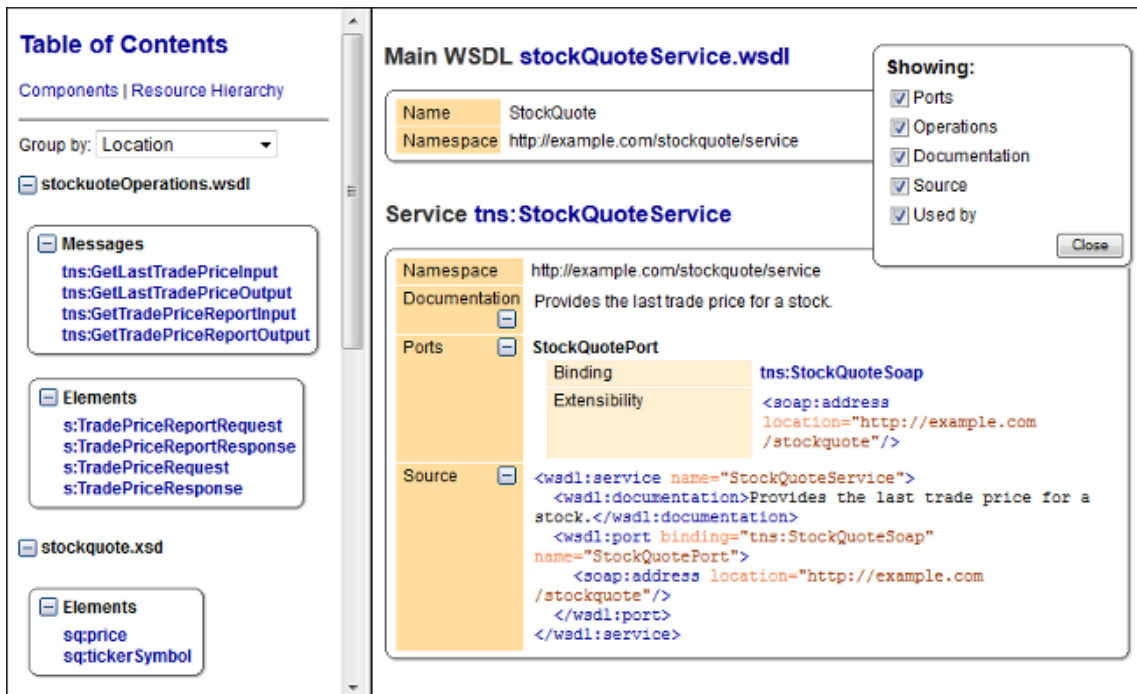 Table of Contents
Components | Resource Hierarchy
Group by: Location
stockuoteOperations.wsdl
Messages
tns:GetLastTradePriceInput
tns:GetLastTradePriceOutput
tns:GetTradePriceReportInput
tns:GetTradePriceReportOutput
Elements
s:TradePriceReportRequest
s:TradePriceReportResponse
s:TradePriceRequest
s:TradePriceResponse
stockquote.xsd
Elements
sq:price
sq:tickerSymbol
Main WSDL stockQuoteService.wsdl
Name StockQuote
Namespace http://example.com/stockquote/service
Showing:
Ports
Operations
Documentation
Source
Used by
Close
Service tns:StockQuoteService
Namespace http://example.com/stockquote/service
Documentation Provides the last trade price for a stock.
Ports StockQuotePort
Binding tns:StockQuoteSoap
Extensibility <soap:address
location="http://example.com
/stockquote"/>
Source <wsdl:service name="StockQuoteService">
<wsdl:documentation>Provides the last trade price for a
stock.</wsdl:documentation>
<wsdl:port binding="tns:StockQuoteSoap"
name="StockQuotePort">
<soap:address location="http://example.com
/stockquote"/>
</wsdl:port>
</wsdl:service>